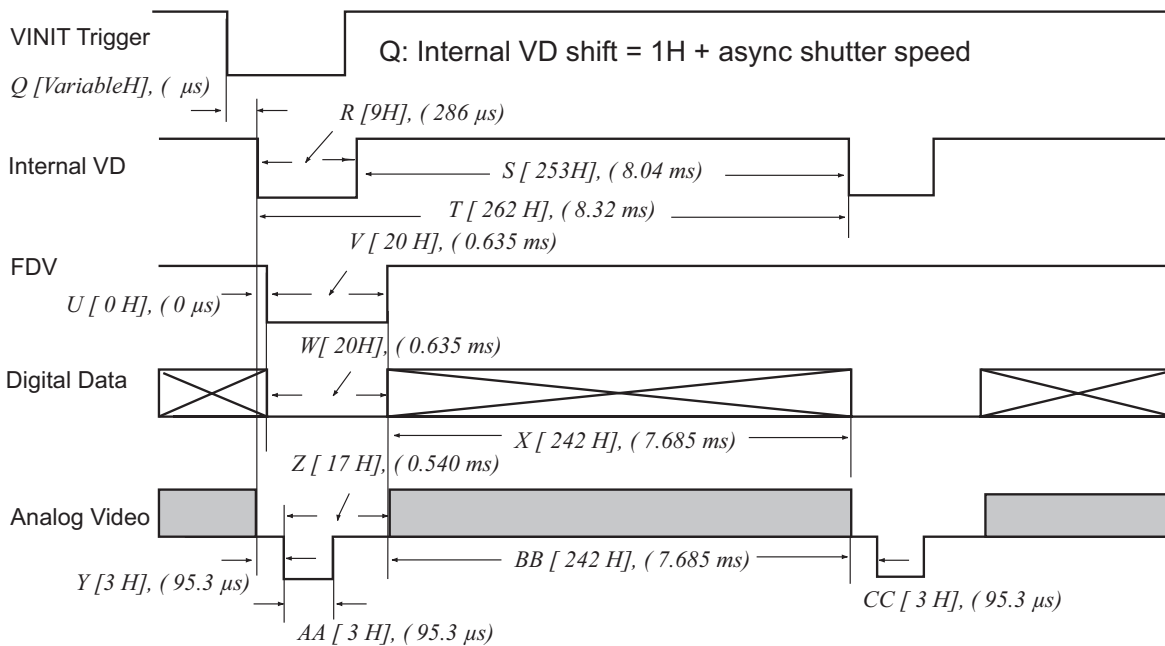 VINIT Trigger
Q: Internal VD shift = 1H + async shutter speed
Q [VariableH], (  µs)
R [9H], ( 286 µs)
Internal VD
S [ 253H], ( 8.04 ms)
T [ 262 H], ( 8.32 ms)
V [ 20 H], ( 0.635 ms)
FDV
U [ 0 H], ( 0 µs)
W[ 20H], ( 0.635 ms)
Digital Data
X [ 242 H], ( 7.685 ms)
Z [ 17 H], ( 0.540 ms)
Analog Video
BB [ 242 H], ( 7.685 ms)
Y [3 H], ( 95.3 µs)
CC [ 3 H], ( 95.3 µs)
AA [ 3 H], ( 95.3 µs)